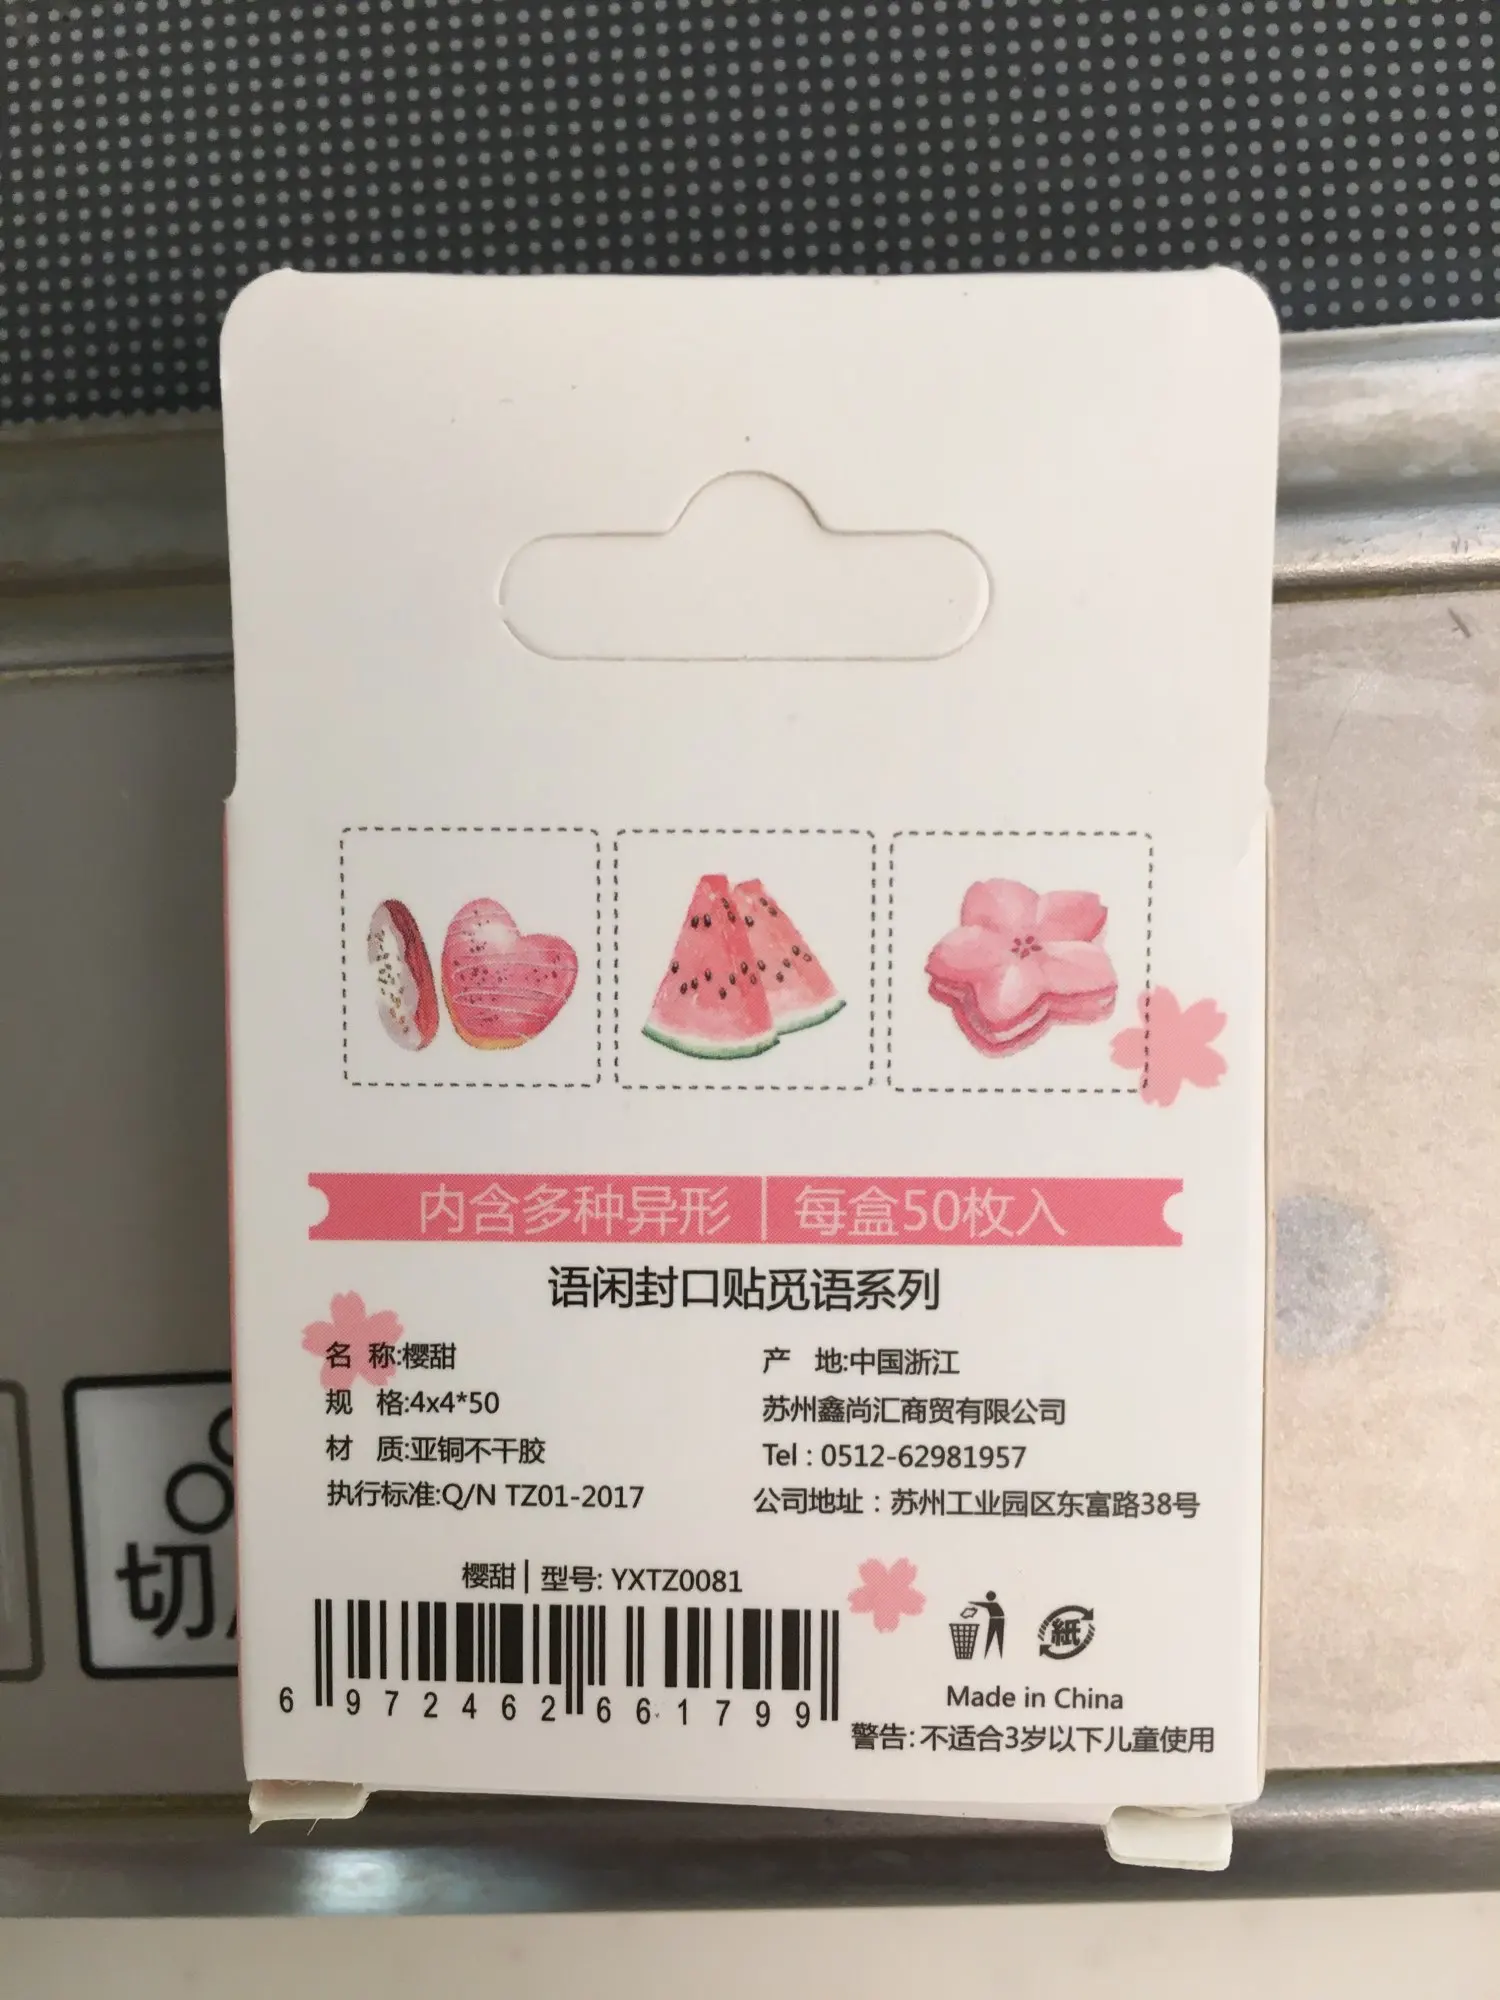 内含多种异形｜每盒50枚入
语闲封口贴觅语系列
名 称:樱甜
规 格:4x4*50
材 质:亚铜不干胶
执行标准:Q/N TZ01-2017
产 地:中国浙江
苏州鑫尚汇商贸有限公司
Tel : 0512-62981957
公司地址：苏州工业园区东富路38号
樱甜｜型号: YXTZ0081
6 972462 661799
紙
Made in China
警告:不适合3岁以下儿童使用
切